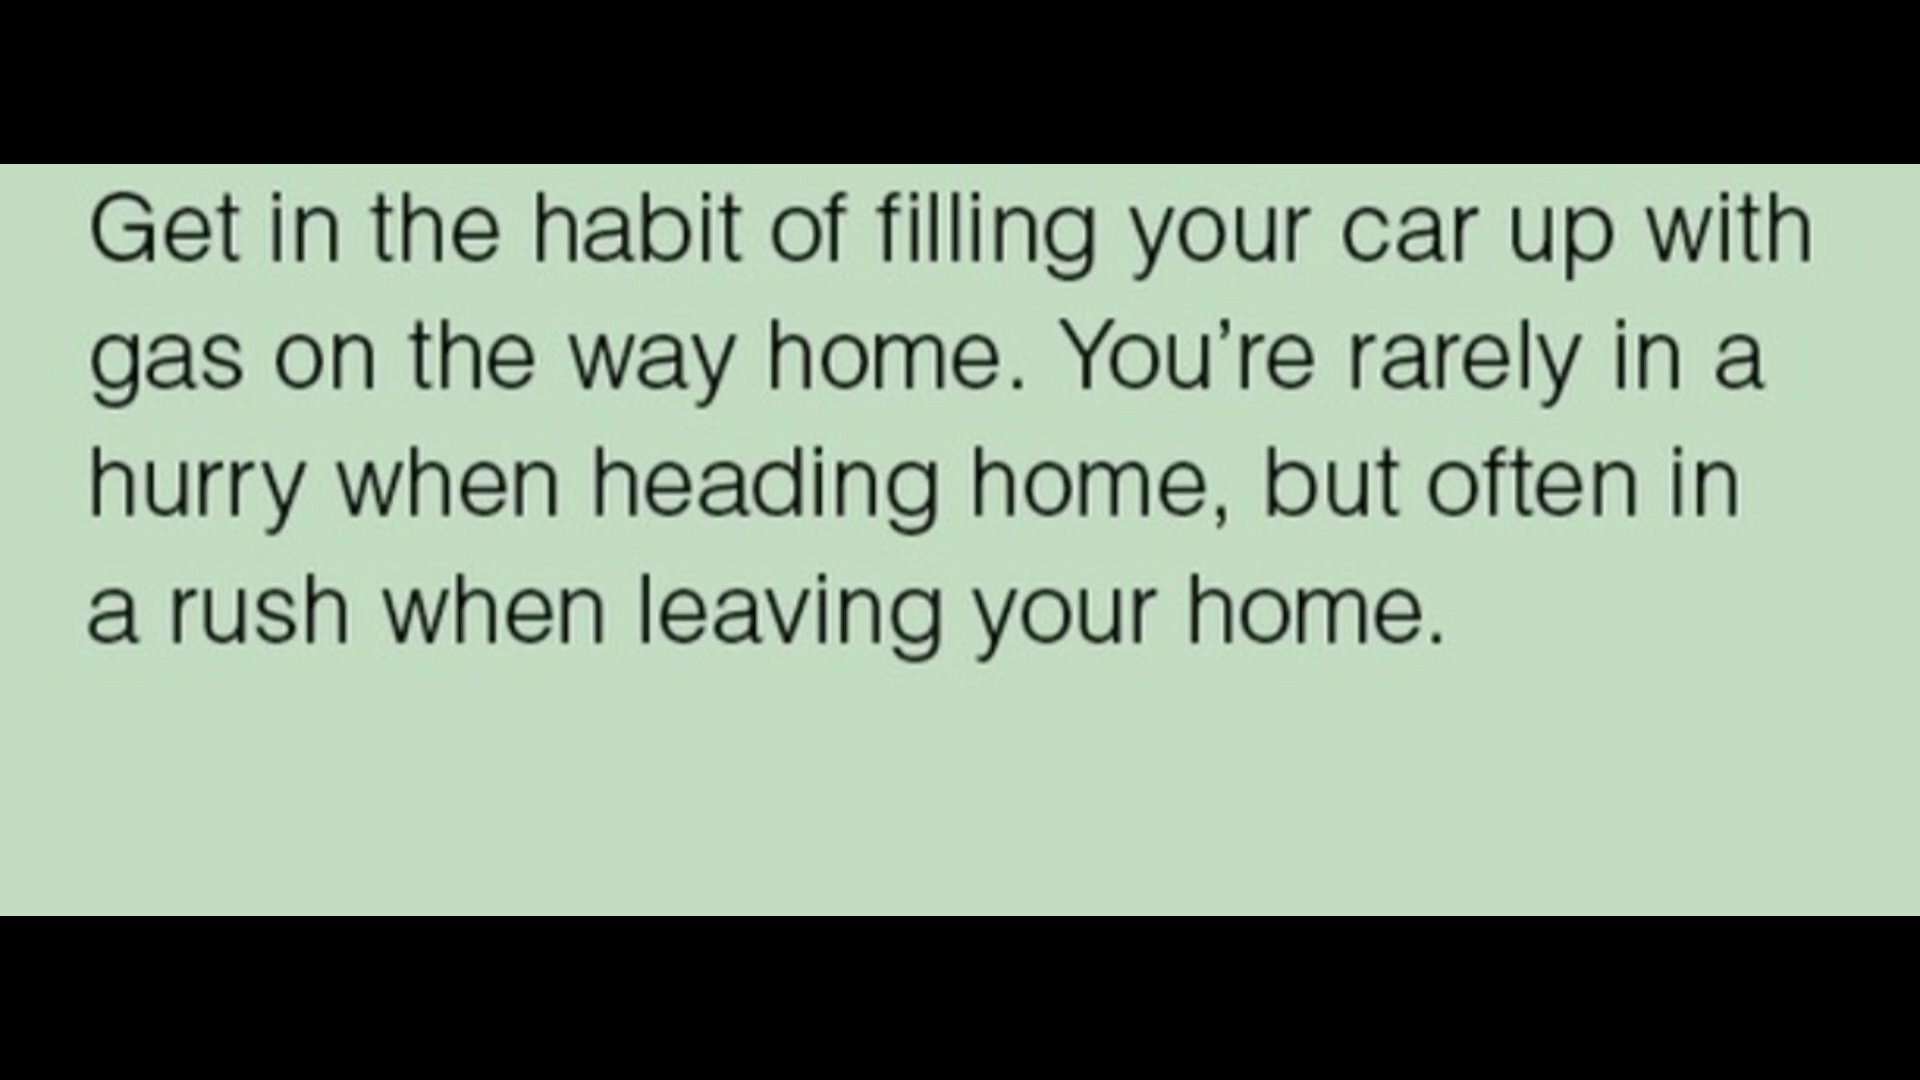 Get in the habit of filling your car up with
gas on the way home. You’re rarely in a
hurry when heading home, but often in
a rush when leaving your home.